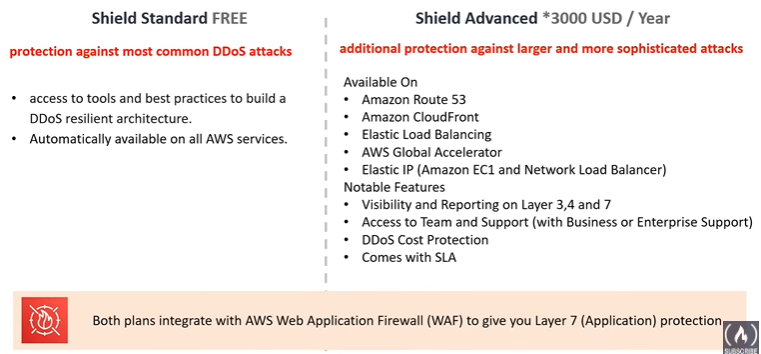 Shield Standard FREE
protection against most common DDoS attacks
• access to tools and best practices to build a
DDoS resilient architecture.
• Automatically available on all AWS services.
Shield Advanced *3000 USD / Year
additional protection against larger and more sophisticated attacks
Available On
• Amazon Route 53
• Amazon CloudFront
• Elastic Load Balancing
• AWS Global Accelerator
• Elastic IP (Amazon EC1 and Network Load Balancer)
Notable Features
• Visibility and Reporting on Layer 3,4 and 7
• Access to Team and Support (with Business or Enterprise Support)
• DDoS Cost Protection
• Comes with SLA
Both plans integrate with AWS Web Application Firewall (WAF) to give you Layer 7 (Application) protection
SUBSCRIBE